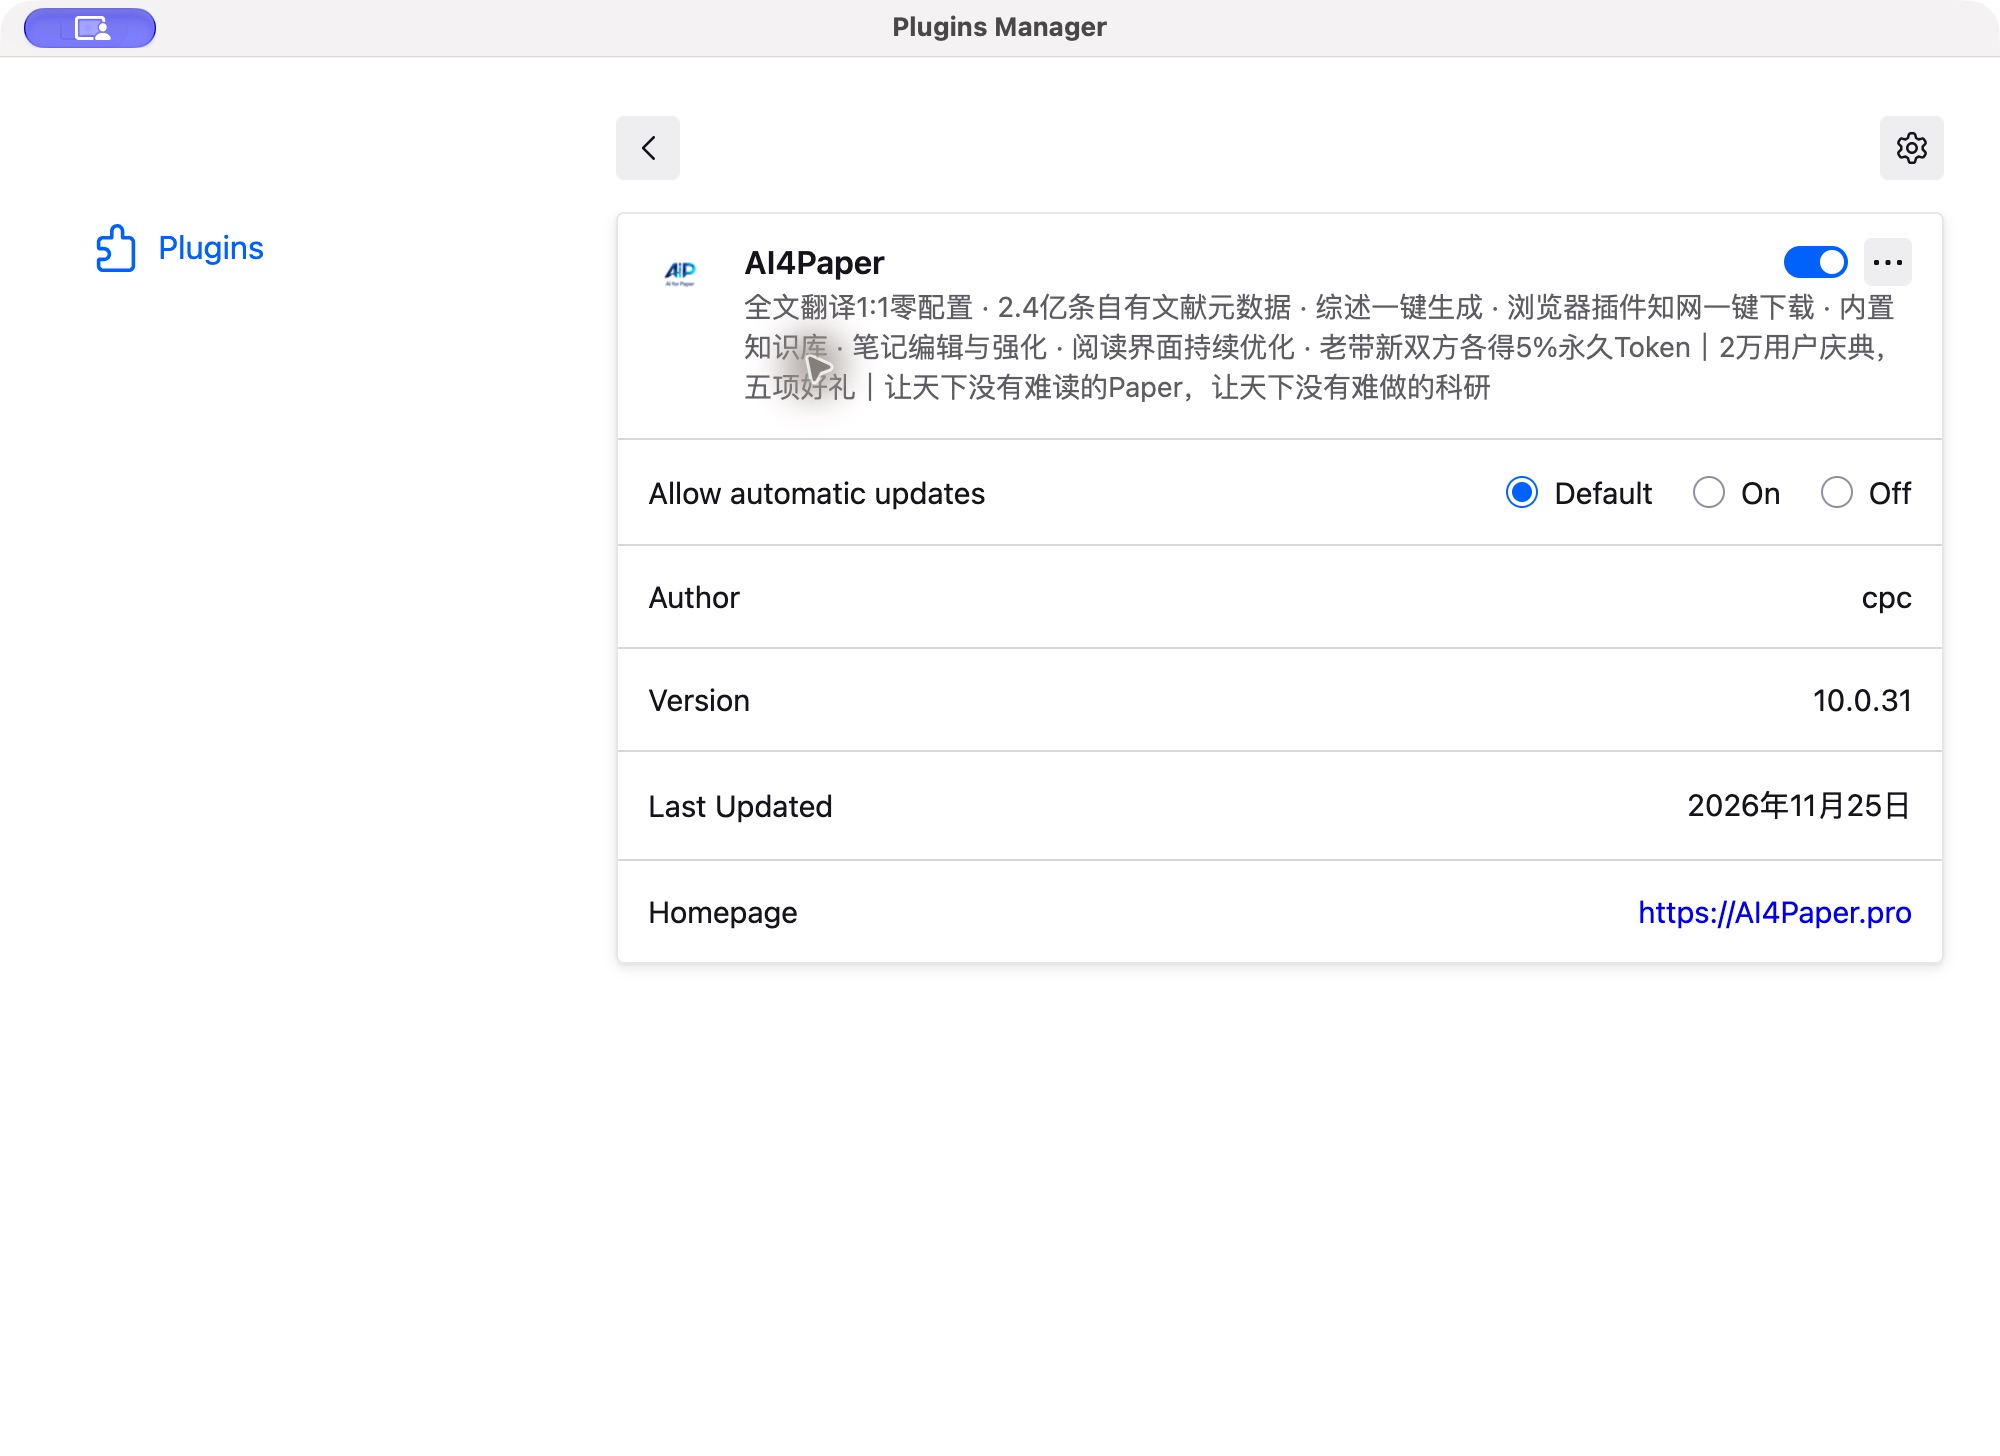 Plugins Manager
Plugins
AiP
AI for Paper
AI4Paper
全文翻译1:1零配置 · 2.4亿条自有文献元数据 · 综述一键生成 · 浏览器插件知网一键下载 · 内置
知识库 · 笔记编辑与强化 · 阅读界面持续优化 · 老带新双方各得5%永久Token｜2万用户庆典，
五项好礼｜让天下没有难读的Paper，让天下没有难做的科研
Allow automatic updates Default On Off
Author cpc
Version 10.0.31
Last Updated 2026年11月25日
Homepage https://AI4Paper.pro